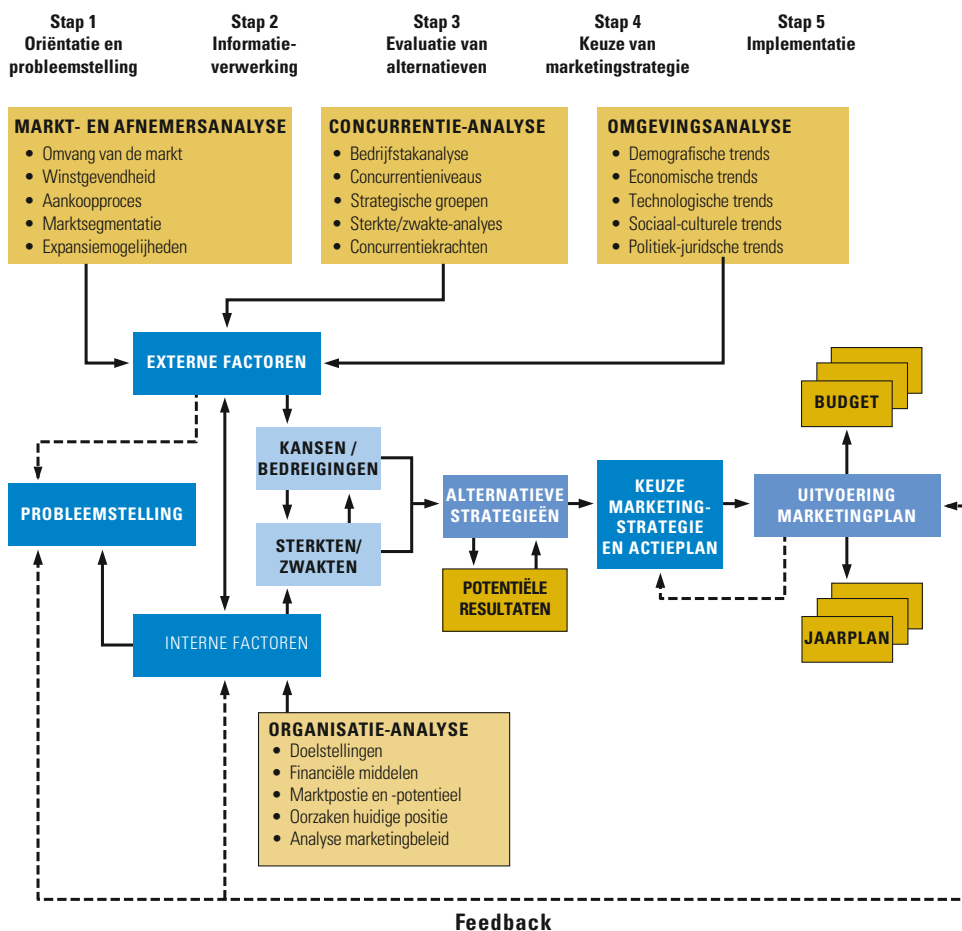 Stap 1
Oriëntatie en
probleemstelling
Stap 2
Informatie-
verwerking
Stap 3
Evaluatie van
alternatieven
Stap 4
Keuze van
marketingstrategie
Stap 5
Implementatie
MARKT- EN AFNEMERSANALYSE
• Omvang van de markt
• Winstgevendheid
• Aankoopproces
• Marktsegmentatie
• Expansiemogelijheden
CONCURRENTIE-ANALYSE
• Bedrijfstakanalyse
• Concurrentieniveaus
• Strategische groepen
• Sterkte/zwakte-analyes
• Concurrentiekrachten
OMGEVINGSANALYSE
• Demografische trends
• Economische trends
• Technologische trends
• Sociaal-culturele trends
• Politiek-juridsche trends
EXTERNE FACTOREN
KANSEN /
BEDREIGINGEN
PROBLEEMSTELLING
STERKTEN/
ZWAKTEN
INTERNE FACTOREN
ALTERNATIEVE
STRATEGIEËN
POTENTIËLE
RESULTATEN
KEUZE
MARKETING-
STRATEGIE
EN ACTIEPLAN
BUDGET
UITVOERING
MARKETINGPLAN
JAARPLAN
ORGANISATIE-ANALYSE
• Doelstellingen
• Financiële middelen
• Marktpostie en -potentieel
• Oorzaken huidige positie
• Analyse marketingbeleid
Feedback